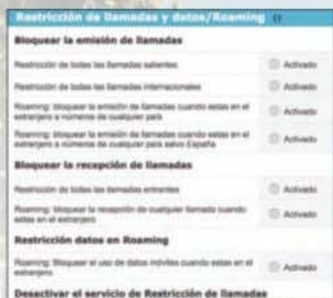 Restricción de llamadas y datos/Roaming
Bloquear la emisión de llamadas
Restricción de todas las llamadas salientes
Activado
Restricción de todas las llamadas internacionales
Activado
Roaming: bloquear la emisión de llamadas cuando estas en el
extranjero a números de cualquier país
Activado
Roaming: bloquear la emisión de llamadas cuando estas en el
extranjero a números de cualquier país salvo España
Activado
Bloquear la recepción de llamadas
Restricción de todas las llamadas entrantes
Activado
Roaming: bloquear la recepción de cualquier llamada cuando
estas en el extranjero
Activado
Restricción datos en Roaming
Roaming: Bloquear el uso de datos móviles cuando estas en el
extranjero
Activado
Desactivar el servicio de Restricción de llamadas